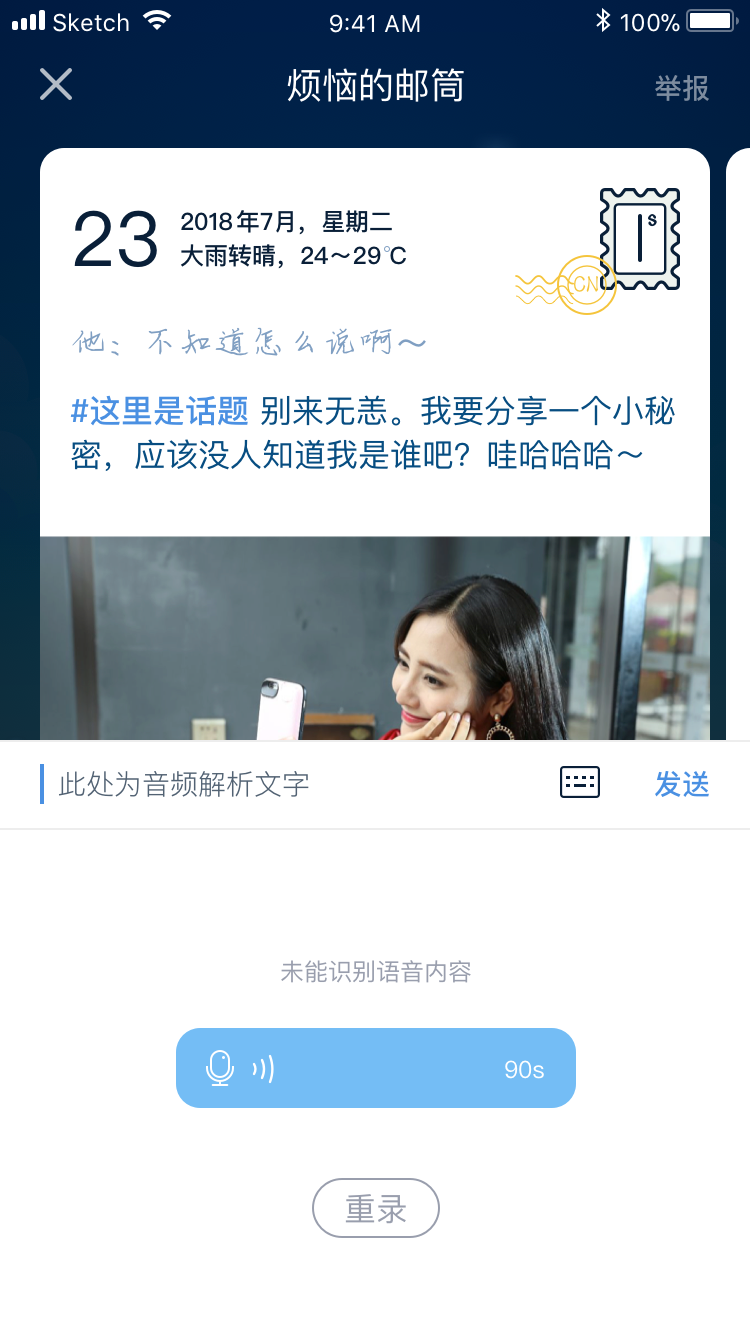 Sketch 9:41 AM 100%
烦恼的邮筒 举报
23
2018年7月，星期二
大雨转晴，24～29℃
s
CN
他：不知道怎么说啊～
#这里是话题 别来无恙。我要分享一个小秘
密，应该没人知道我是谁吧？哇哈哈哈～
此处为音频解析文字 发送
未能识别语音内容
90s
重录